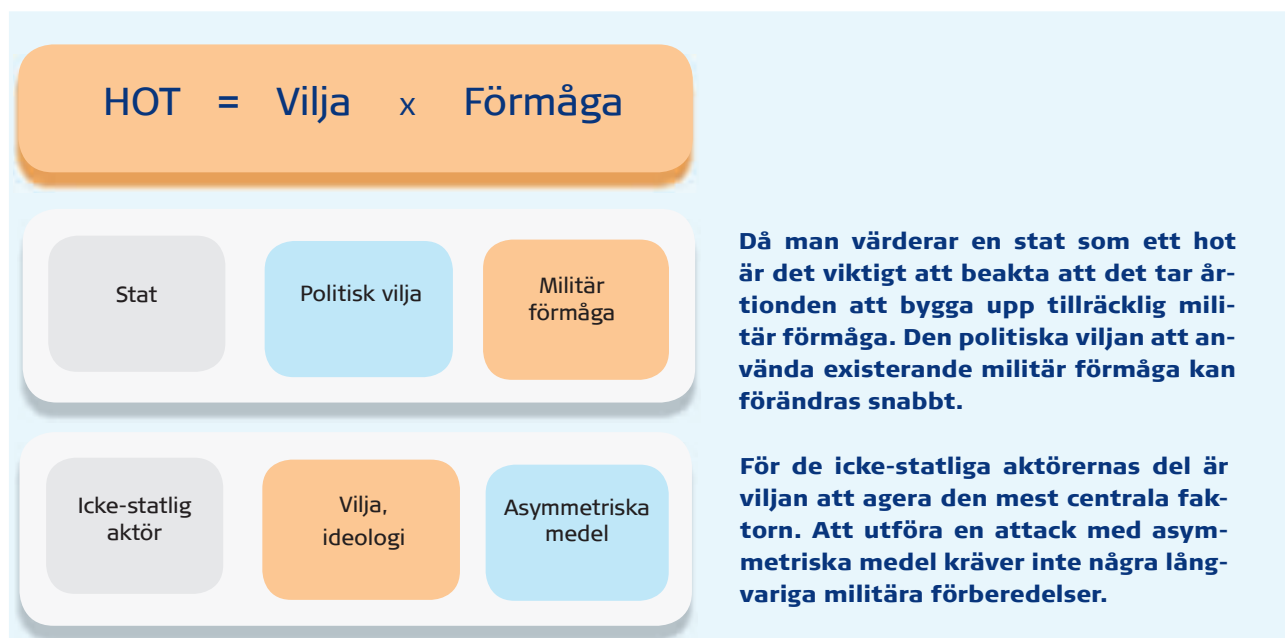 HOT = Vilja x Förmåga
Stat
Politisk vilja
Militär
förmåga
Då man värderar en stat som ett hot
är det viktigt att beakta att det tar år-
tionden att bygga upp tillräcklig mili-
tär förmåga. Den politiska viljan att an-
vända existerande militär förmåga kan
förändras snabbt.
Icke-statlig
aktör
Vilja,
ideologi
Asymmetriska
medel
För de icke-statliga aktörernas del är
viljan att agera den mest centrala fak-
torn. Att utföra en attack med asym-
metriska medel kräver inte några lång-
variga militära förberedelser.